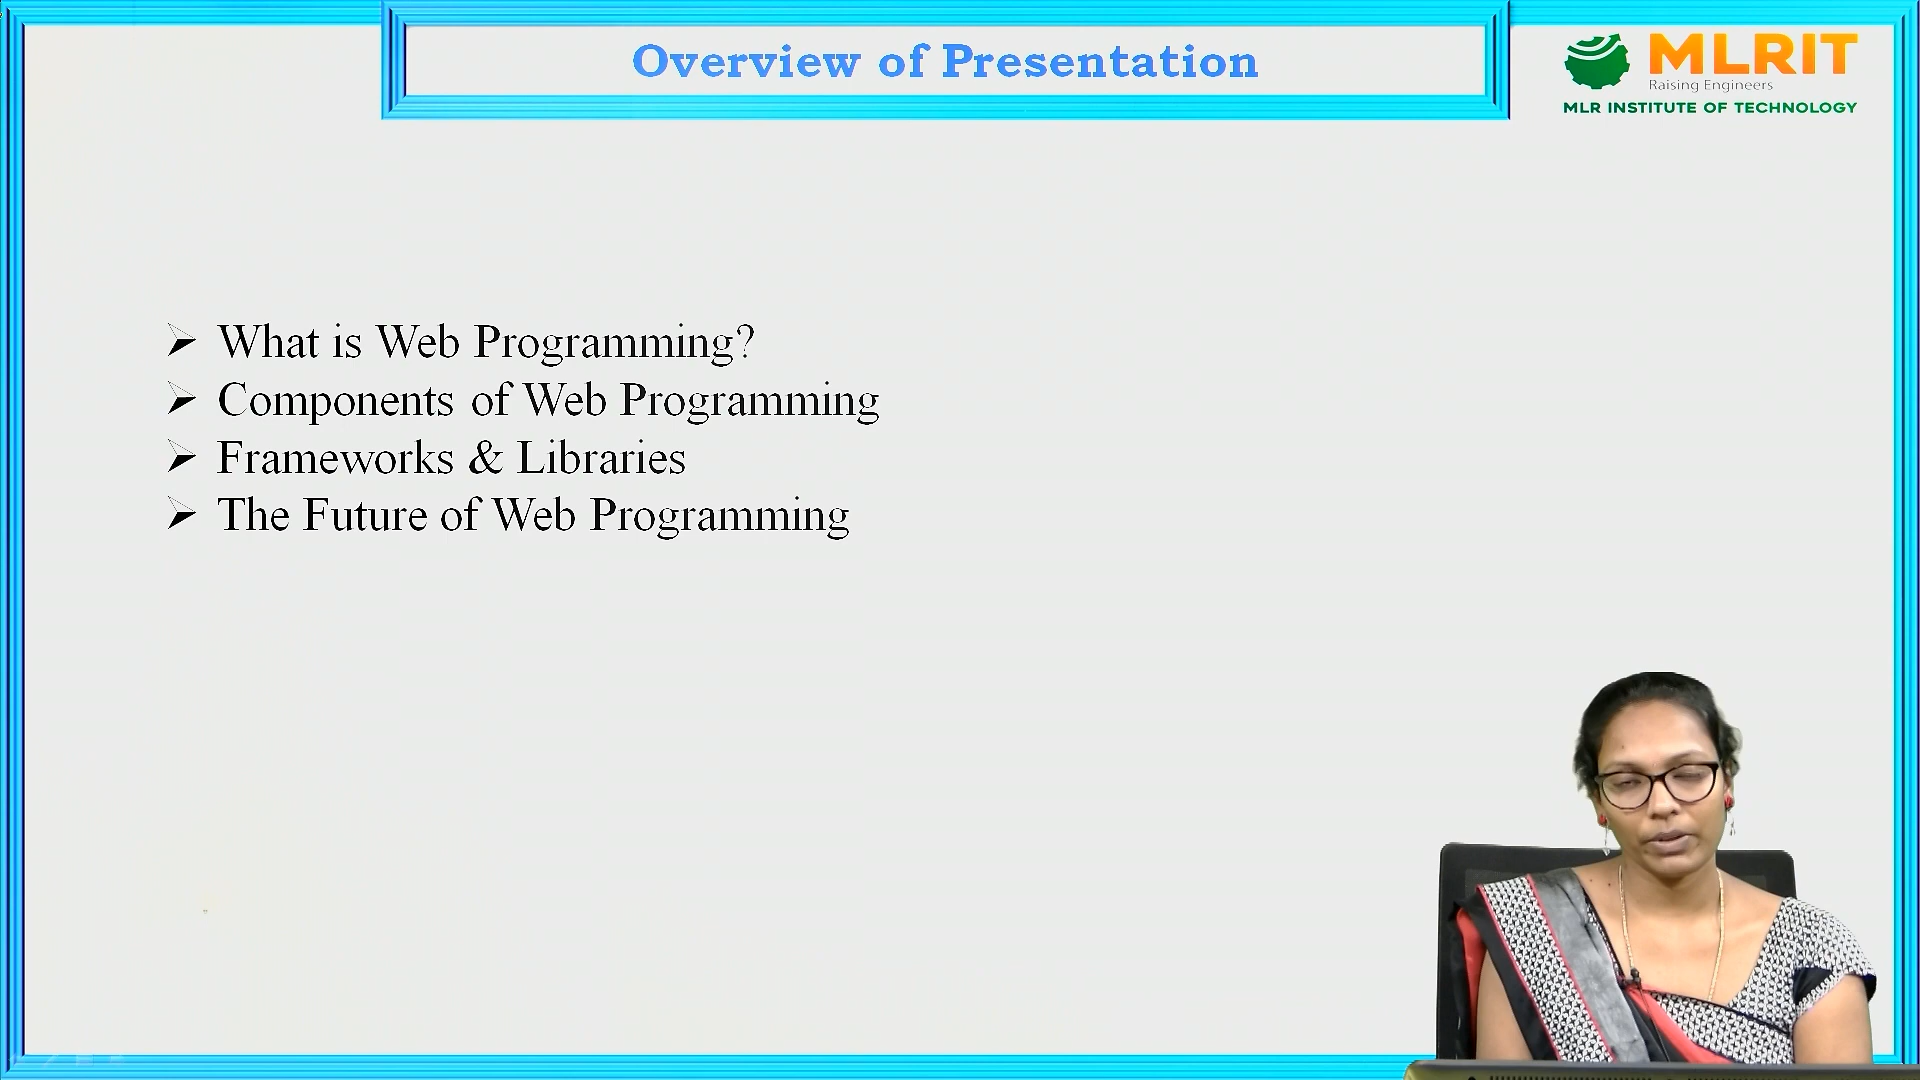 Overview of Presentation
MLRIT
Raising Engineers
MLR INSTITUTE OF TECHNOLOGY
What is Web Programming?
Components of Web Programming
Frameworks & Libraries
The Future of Web Programming